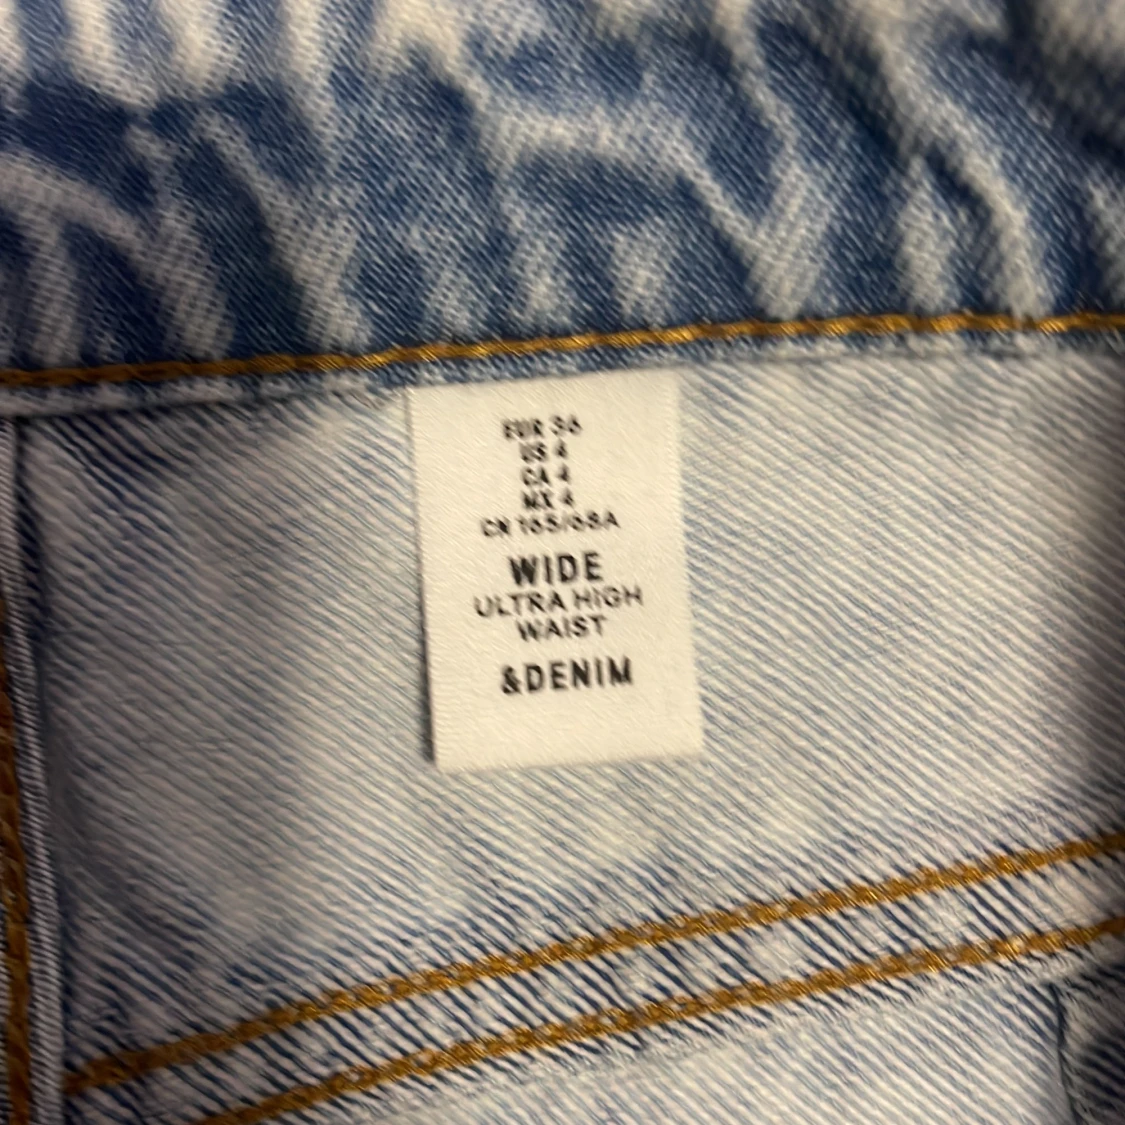 EUR 36
US 4
CA 4
MX 4
CN 165/68A
WIDE
ULTRA HIGH
WAIST
&DENIM